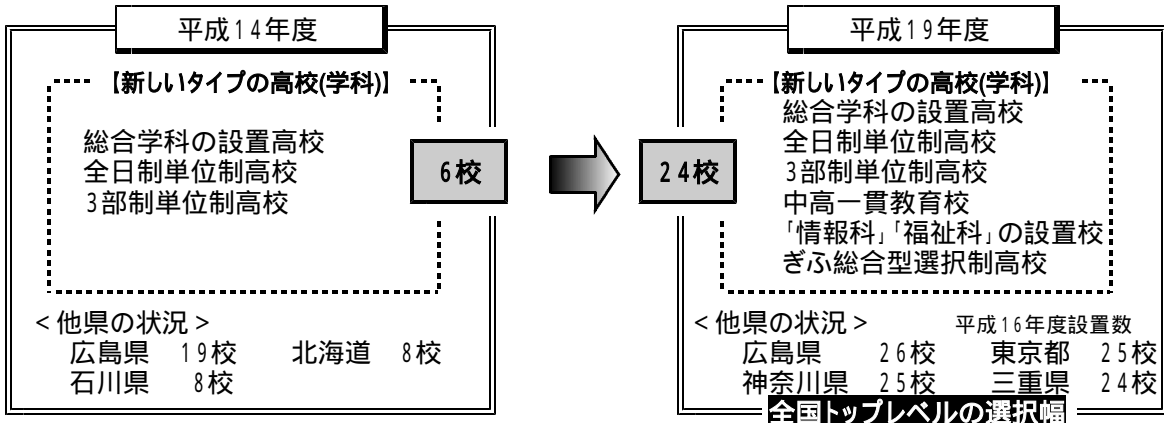 平成14年度
【新しいタイプの高校(学科)】
総合学科の設置高校
全日制単位制高校
3部制単位制高校
6校
<他県の状況>
広島県 19校 北海道 8校
石川県 8校
平成19年度
【新しいタイプの高校(学科)】
総合学科の設置高校
全日制単位制高校
3部制単位制高校
中高一貫教育校
「情報科」「福祉科」の設置校
ぎふ総合型選択制高校
24校
<他県の状況> 平成16年度設置数
広島県 26校 東京都 25校
神奈川県 25校 三重県 24校
全国トップレベルの選択幅